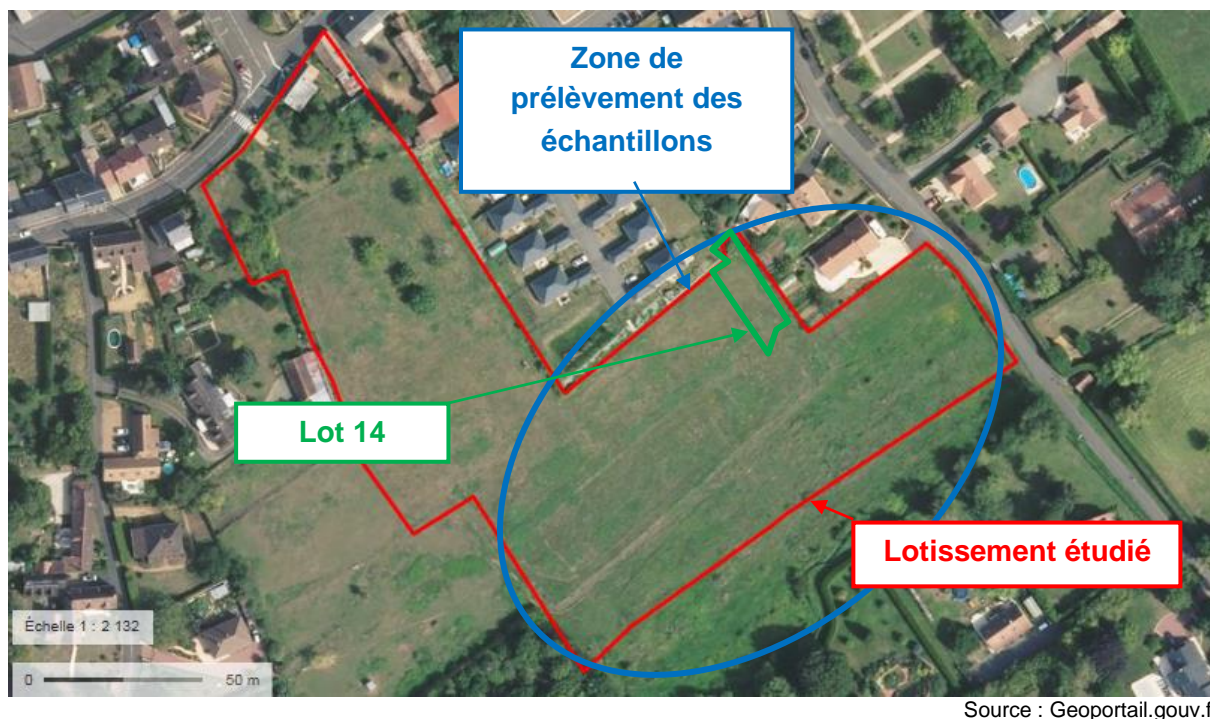 Zone de
prélèvement des
échantillons
Lot 14
Lotissement étudié
Échelle 1 : 2 132
0 50 m
Source : Geoportail.gouv.f